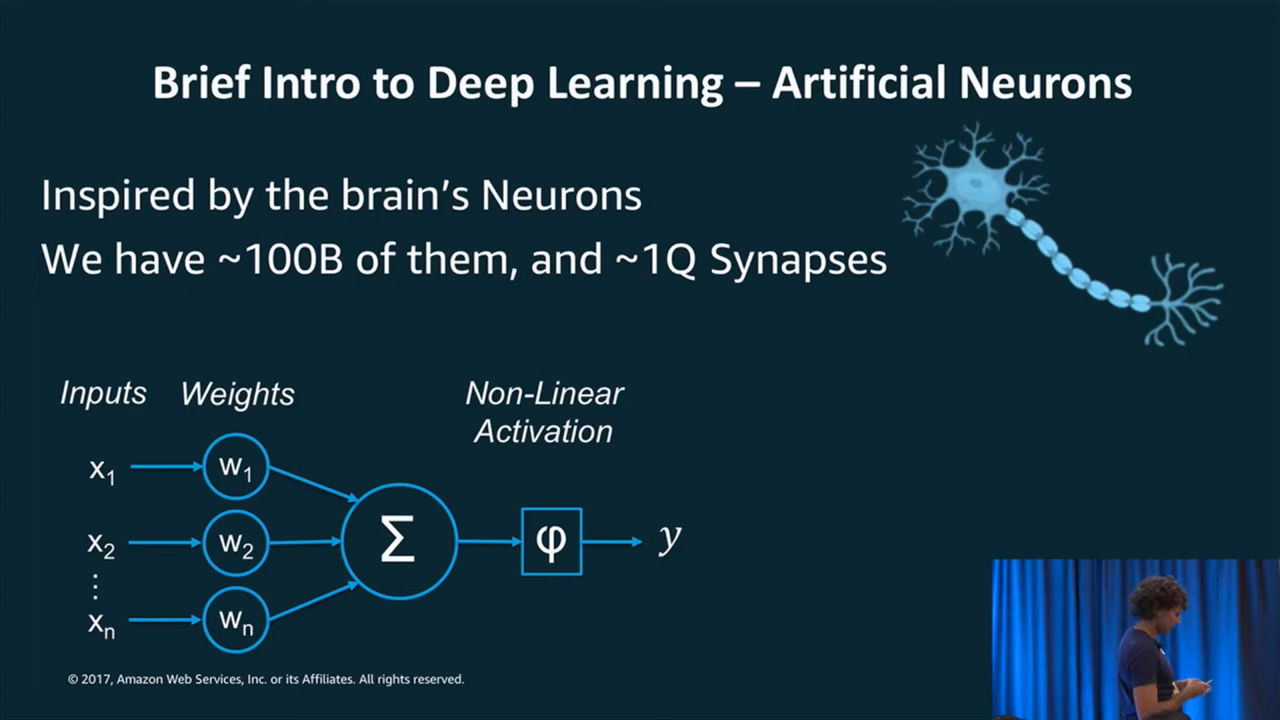 Brief Intro to Deep Learning – Artificial Neurons
Inspired by the brain’s Neurons
We have ~100B of them, and ~1Q Synapses
Inputs Weights Non-Linear
Activation
x1 w1
x2 w2 Σ φ y
⋮
xn wn
© 2017, Amazon Web Services, Inc. or its Affiliates. All rights reserved.